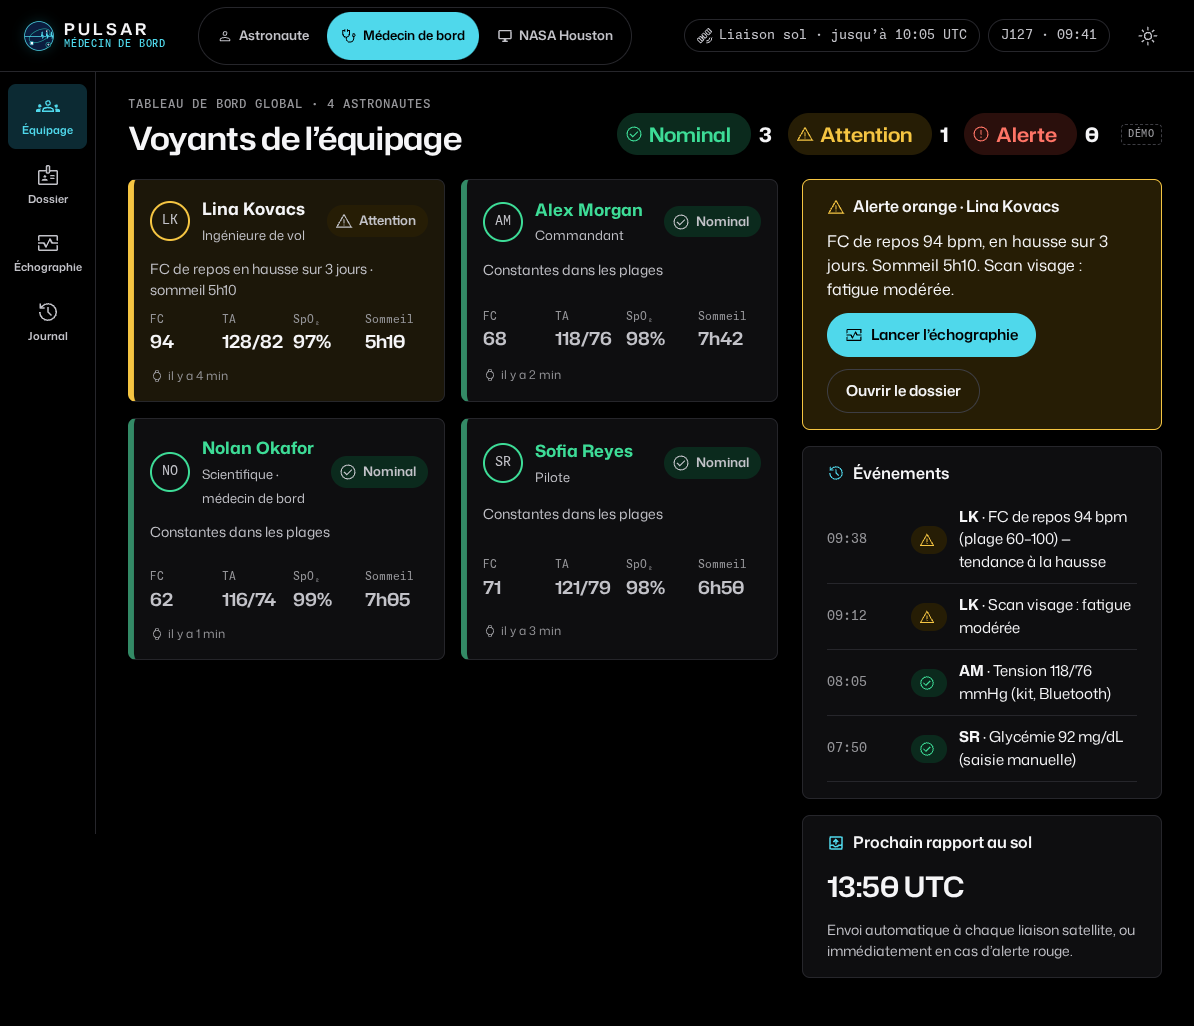 PULSAR
MÉDECIN DE BORD
Astronaute
Médecin de bord
NASA Houston
Liaison sol · jusqu’à 10:05 UTC
J127 · 09:41
Équipage
Dossier
Échographie
Journal
TABLEAU DE BORD GLOBAL · 4 ASTRONAUTES
Voyants de l’équipage
Nominal 3
Attention 1
Alerte 0
DÉMO
LK
Lina Kovacs
Ingénieure de vol
Attention
FC de repos en hausse sur 3 jours ·
sommeil 5h10
FC TA SpO₂ Sommeil
94 128/82 97% 5h10
il y a 4 min
AM
Alex Morgan
Commandant
Nominal
Constantes dans les plages
FC TA SpO₂ Sommeil
68 118/76 98% 7h42
il y a 2 min
NO
Nolan Okafor
Scientifique ·
médecin de bord
Nominal
Constantes dans les plages
FC TA SpO₂ Sommeil
62 116/74 99% 7h05
il y a 1 min
SR
Sofia Reyes
Pilote
Nominal
Constantes dans les plages
FC TA SpO₂ Sommeil
71 121/79 98% 6h50
il y a 3 min
Alerte orange · Lina Kovacs
FC de repos 94 bpm, en hausse sur 3
jours. Sommeil 5h10. Scan visage :
fatigue modérée.
Lancer l’échographie
Ouvrir le dossier
Événements
09:38
LK · FC de repos 94 bpm
(plage 60–100) —
tendance à la hausse
09:12
LK · Scan visage : fatigue
modérée
08:05
AM · Tension 118/76
mmHg (kit, Bluetooth)
07:50
SR · Glycémie 92 mg/dL
(saisie manuelle)
Prochain rapport au sol
13:50 UTC
Envoi automatique à chaque liaison satellite, ou
immédiatement en cas d’alerte rouge.